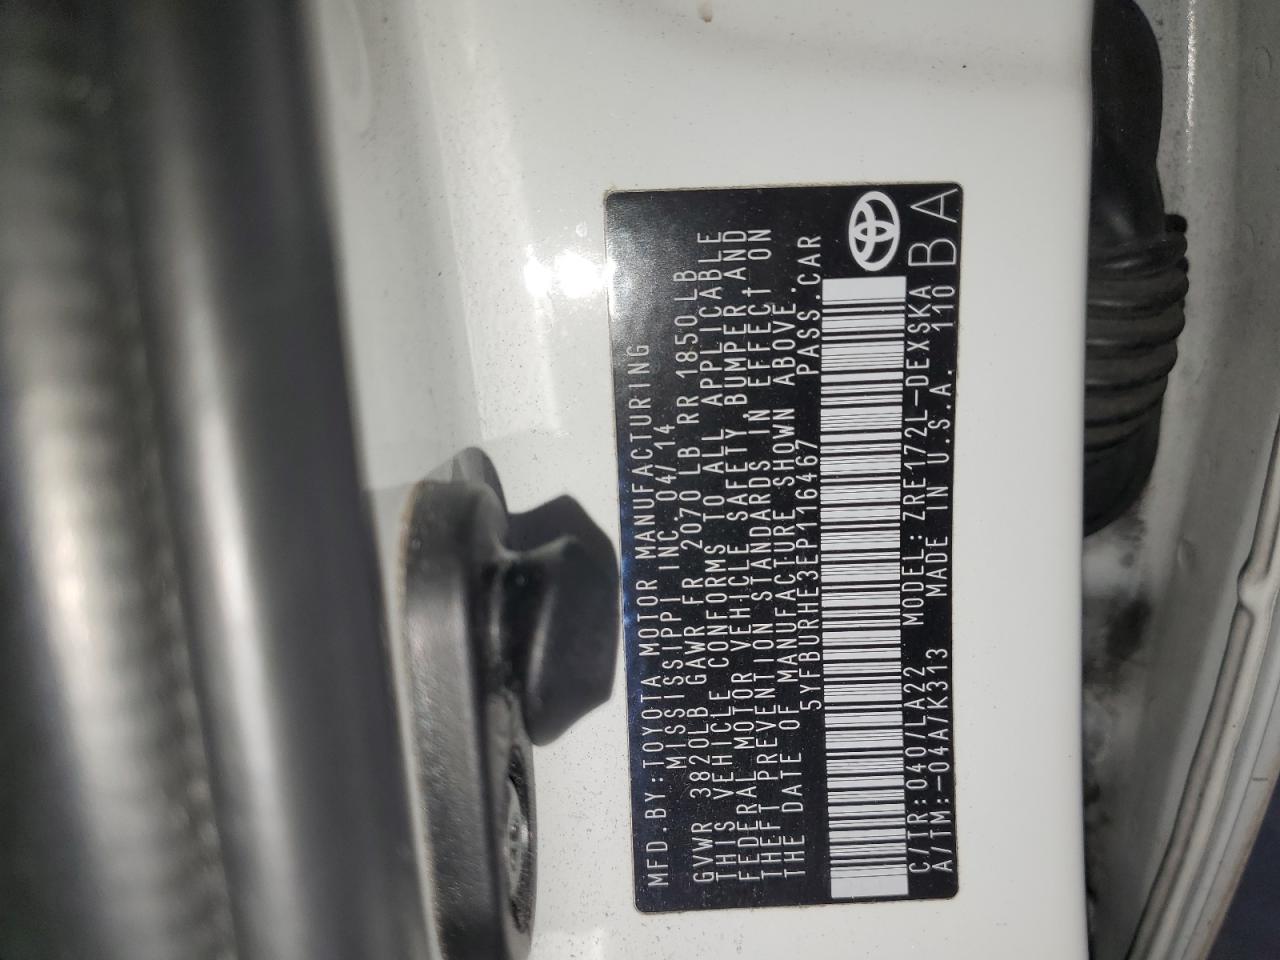 MFD.BY:TOYOTA MOTOR MANUFACTURING
MISSISSIPPI INC. 04/14
GVWR 3820LB GAWR FR 2070 LB RR 1850 LB
THIS VEHICLE CONFORMS TO ALL APPLICABLE
FEDERAL MOTOR VEHICLE SAFETY,BUMPER,AND
THEFT PREVENTION STANDARDS IN EFFECT ON
THE DATE OF MANUFACTURE SHOWN ABOVE.
5YFBURHE3EP116467 PASS.CAR
C/TR:040/LA22 MODEL:ZRE172L-DEXSKA
A/TM:-04A/K313 MADE IN U.S.A. 110
BA